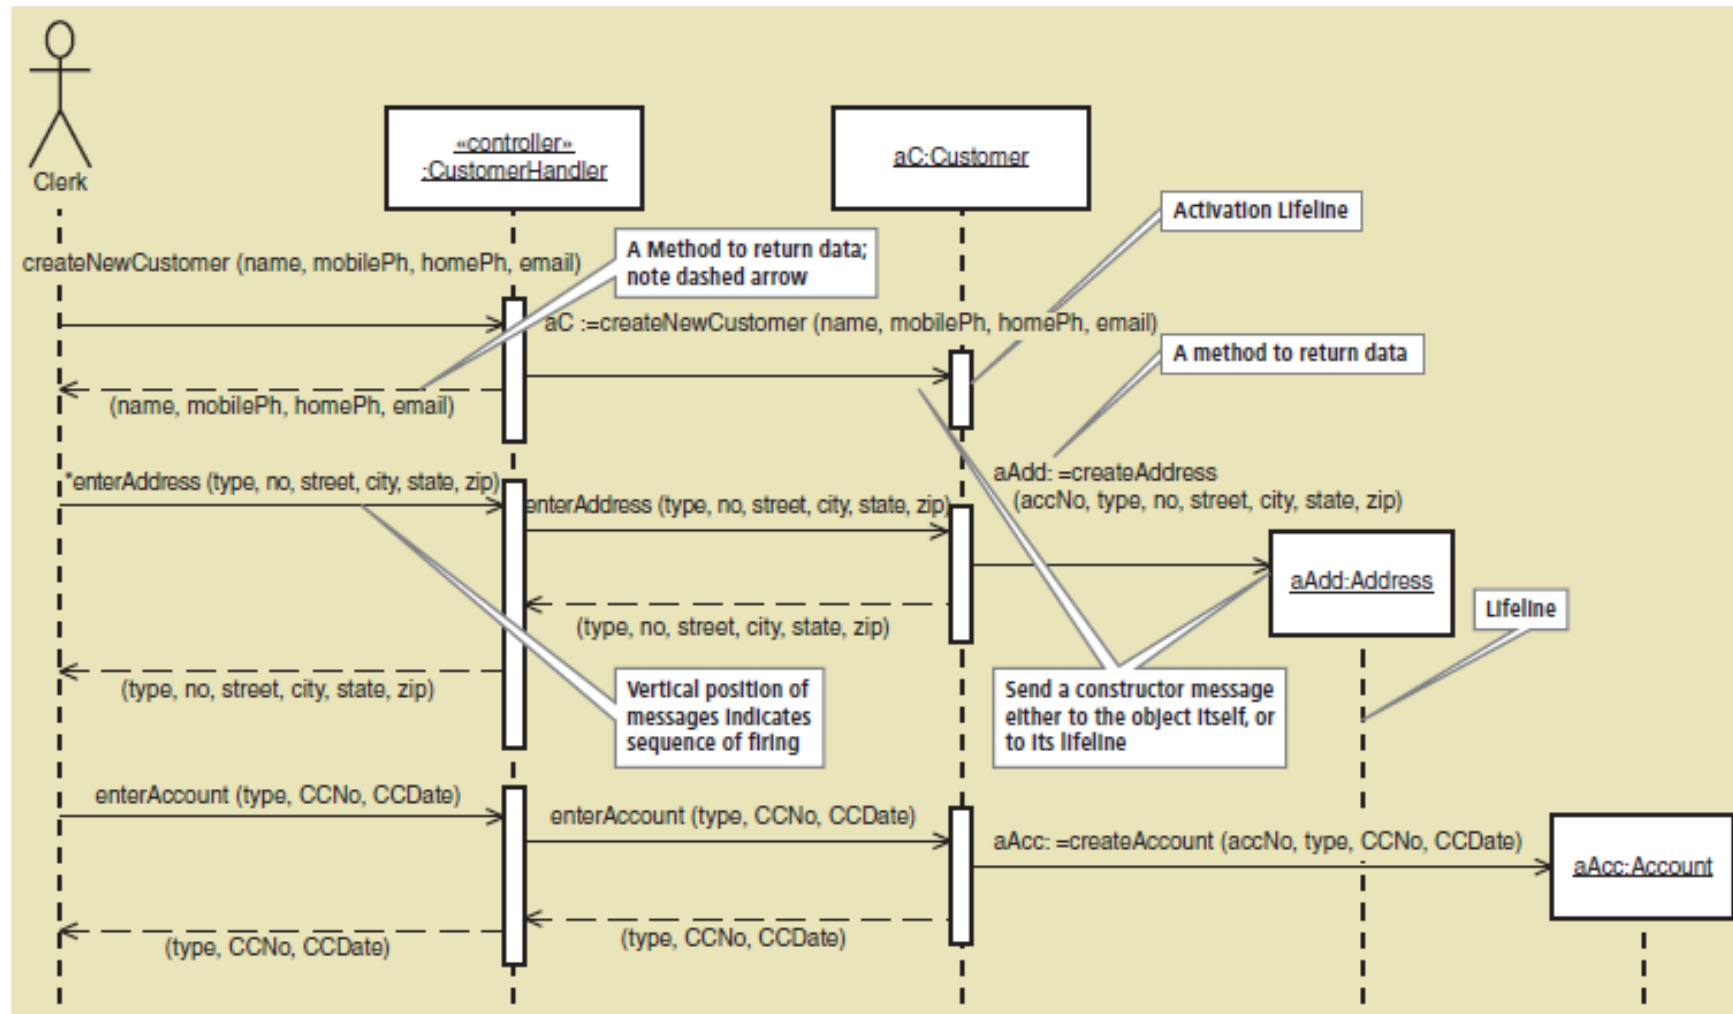 «controller»
:CustomerHandler
aC:Customer
Clerk
Activation Lifeline
createNewCustomer (name, mobilePh, homePh, email)
A Method to return data;
note dashed arrow
aC :=createNewCustomer (name, mobilePh, homePh, email)
A method to return data
(name, mobilePh, homePh, email)
*enterAddress (type, no, street, city, state, zip)
enterAddress (type, no, street, city, state, zip)
aAdd: =createAddress
(accNo, type, no, street, city, state, zip)
aAdd:Address
Lifeline
(type, no, street, city, state, zip)
(type, no, street, city, state, zip)
Vertical position of
messages indicates
sequence of firing
Send a constructor message
either to the object itself, or
to its lifeline
enterAccount (type, CCNo, CCDate)
enterAccount (type, CCNo, CCDate)
aAcc: =createAccount (accNo, type, CCNo, CCDate)
aAcc:Account
(type, CCNo, CCDate)
(type, CCNo, CCDate)